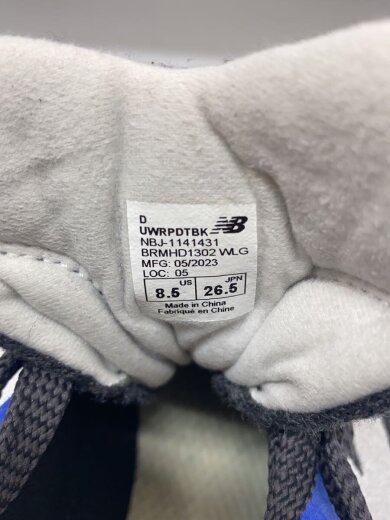 D
UWRPDTBK NB
NBJ-1141431
BRMHD1302 WLG
MFG: 05/2023
LOC: 05
US JPN
8.5 26.5
Made in China
Fabriqué en Chine